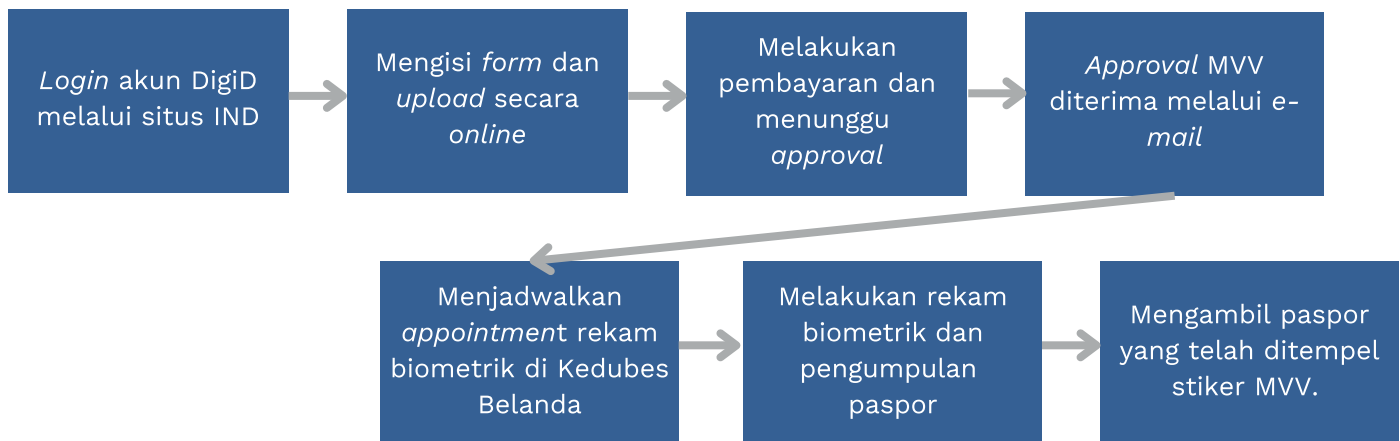 Login akun DigiD
melalui situs IND
Mengisi form dan
upload secara
online
Melakukan
pembayaran dan
menunggu
approval
Approval MVV
diterima melalui e-
mail
Menjadwalkan
appointment rekam
biometrik di Kedubes
Belanda
Melakukan rekam
biometrik dan
pengumpulan
paspor
Mengambil paspor
yang telah ditempel
stiker MVV.